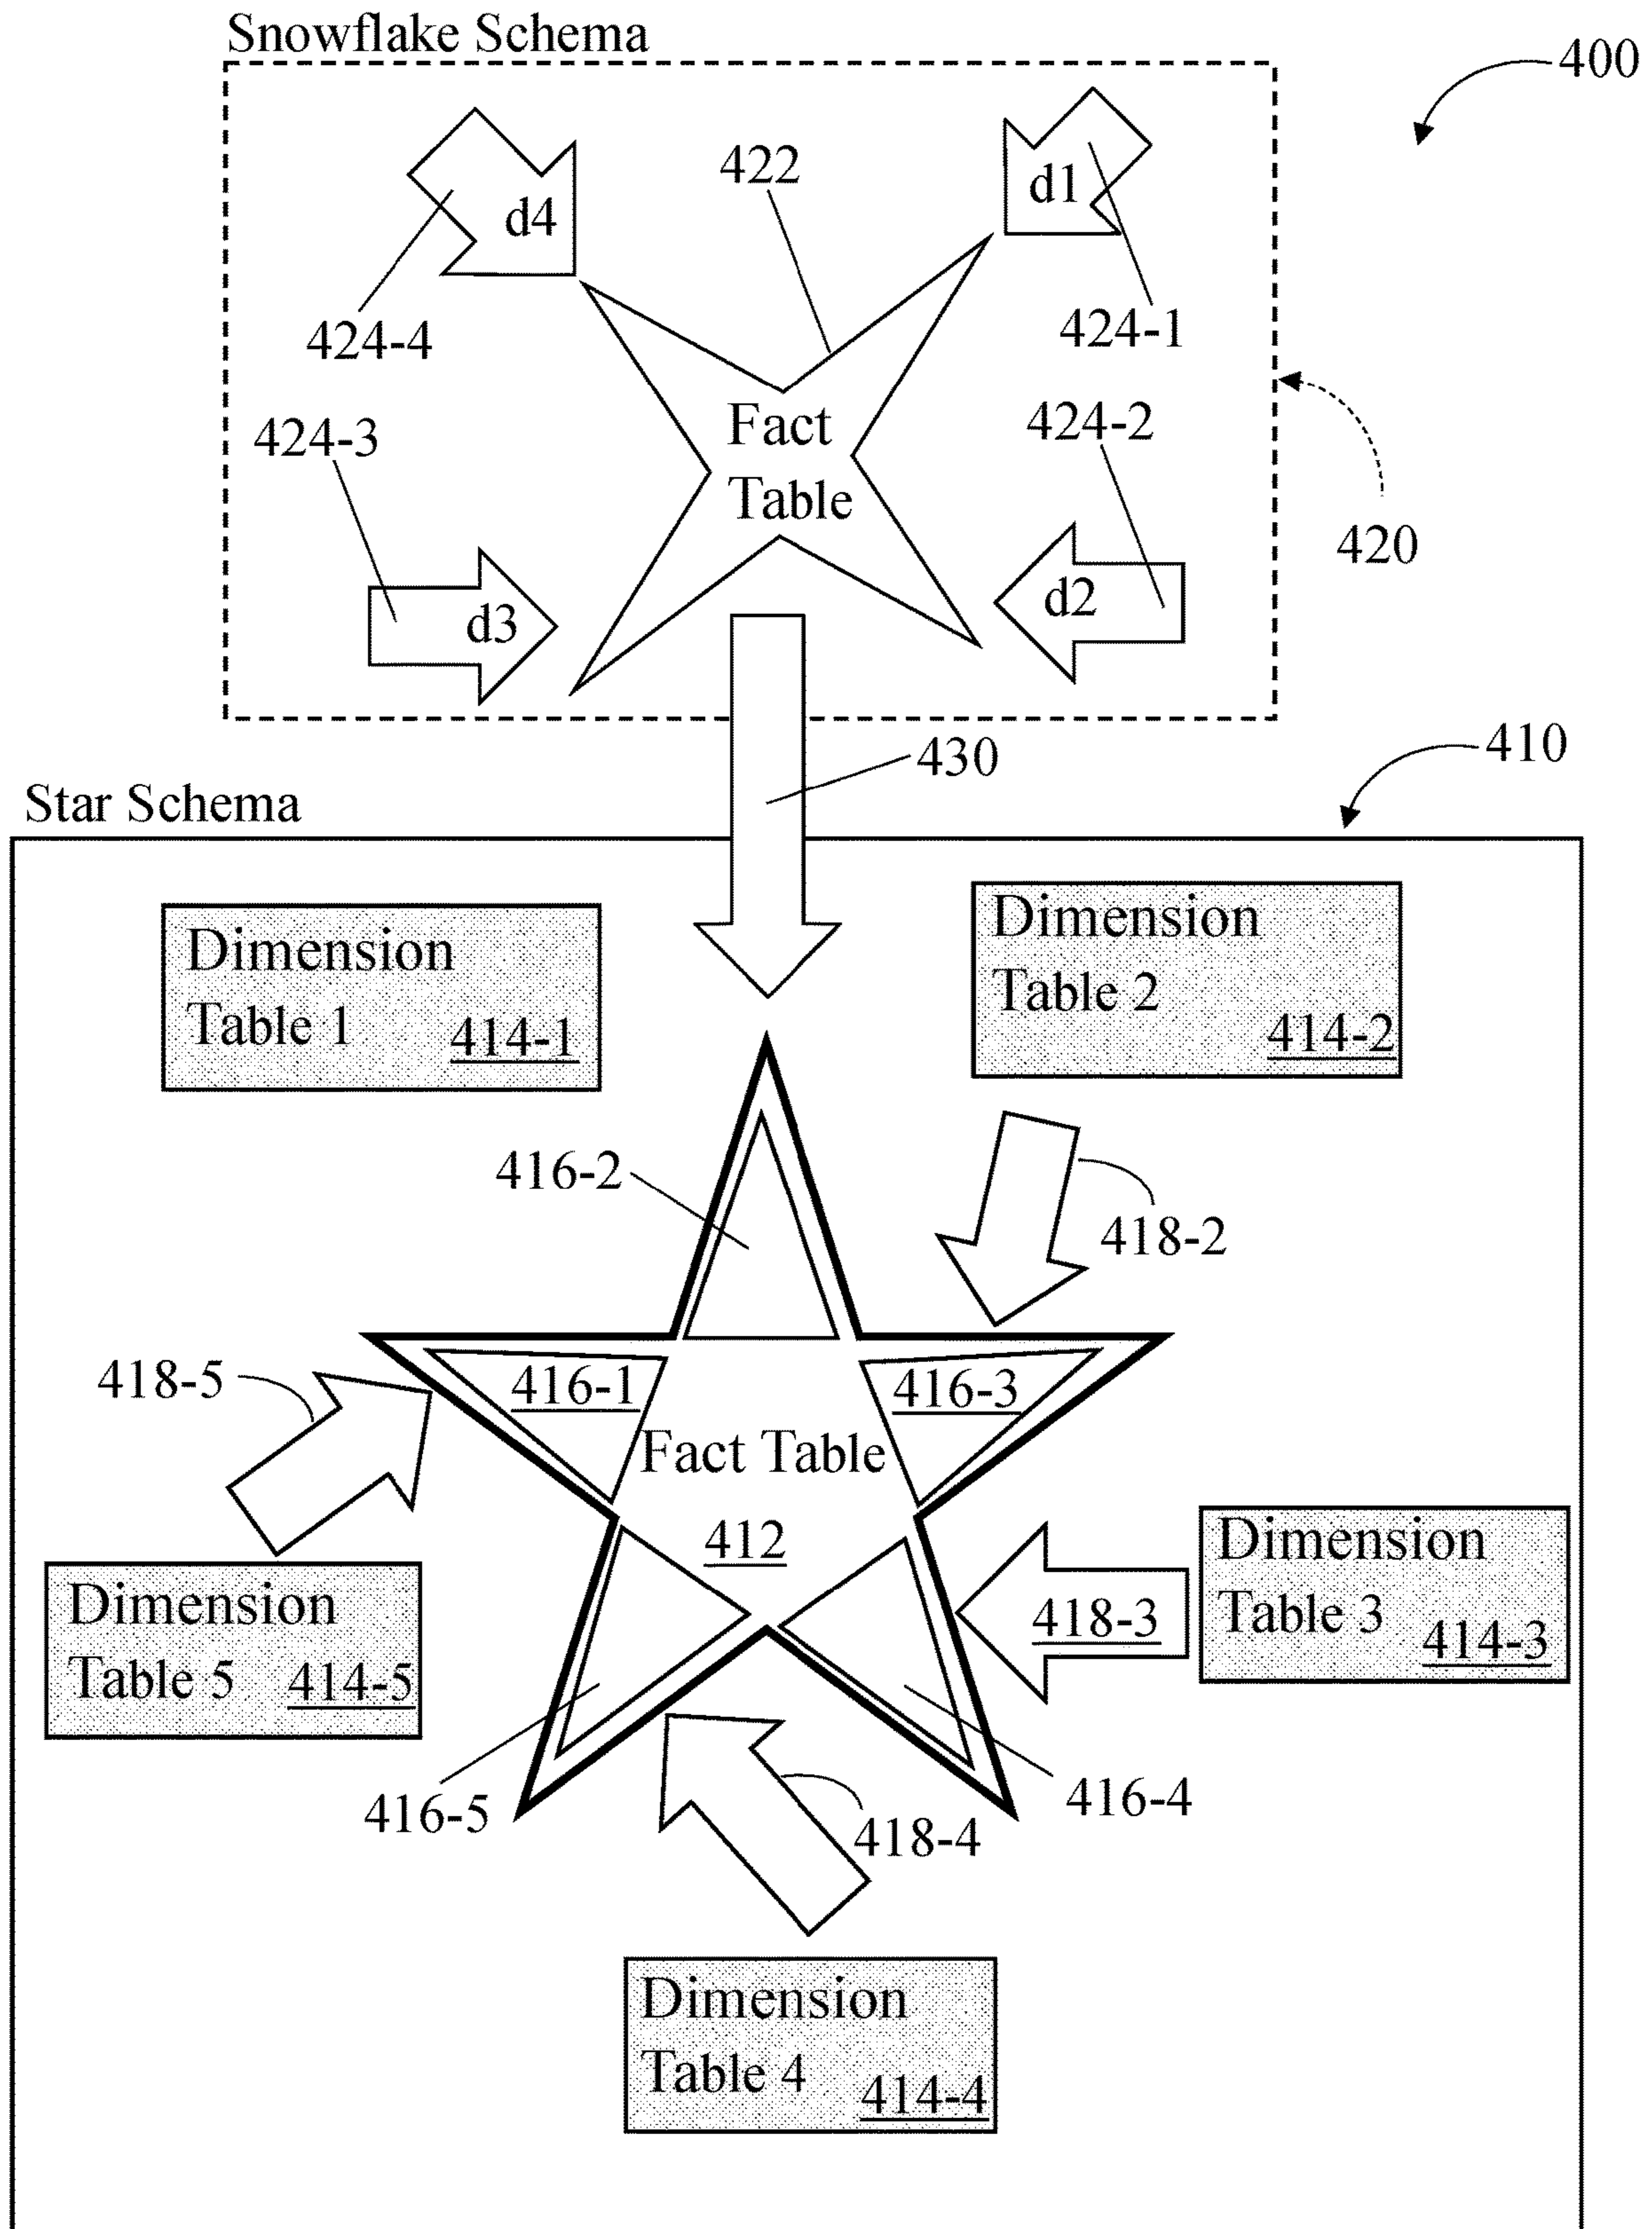 Snowflake Schema
400
422
d1
d4
424-4
424-1
Fact
Table
424-3
424-2
420
d3
d2
430
410
Star Schema
Dimension
Table 1
414-1
Dimension
Table 2
414-2
416-2
418-2
418-5
416-1
416-3
Fact Table
412
Dimension
Table 3
414-3
418-3
Dimension
Table 5
414-5
416-5
416-4
418-4
Dimension
Table 4
414-4